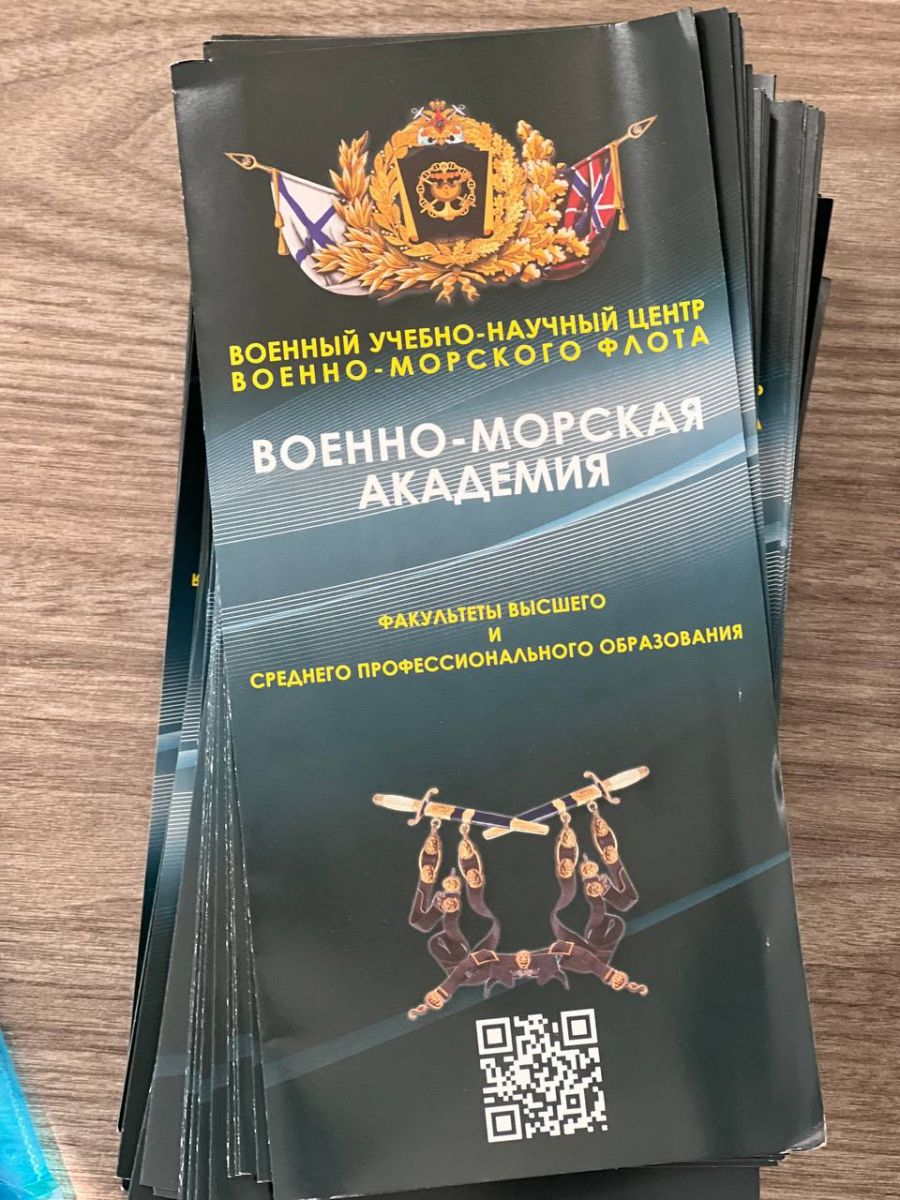 ВОЕННЫЙ УЧЕБНО-НАУЧНЫЙ ЦЕНТР
ВОЕННО-МОРСКОГО ФЛОТА
ВОЕННО-МОРСКАЯ
АКАДЕМИЯ
ФАКУЛЬТЕТЫ ВЫСШЕГО
И
СРЕДНЕГО ПРОФЕССИОНАЛЬНОГО ОБРАЗОВАНИЯ